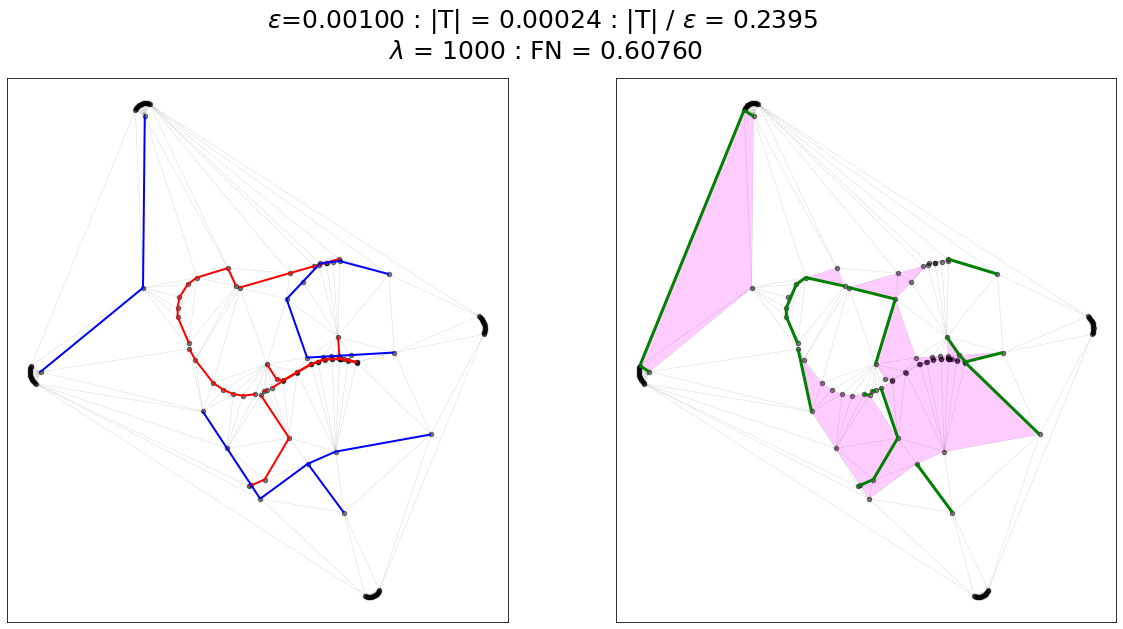 ε=0.00100 : |T| = 0.00024 : |T| / ε = 0.2395
λ = 1000 : FN = 0.60760